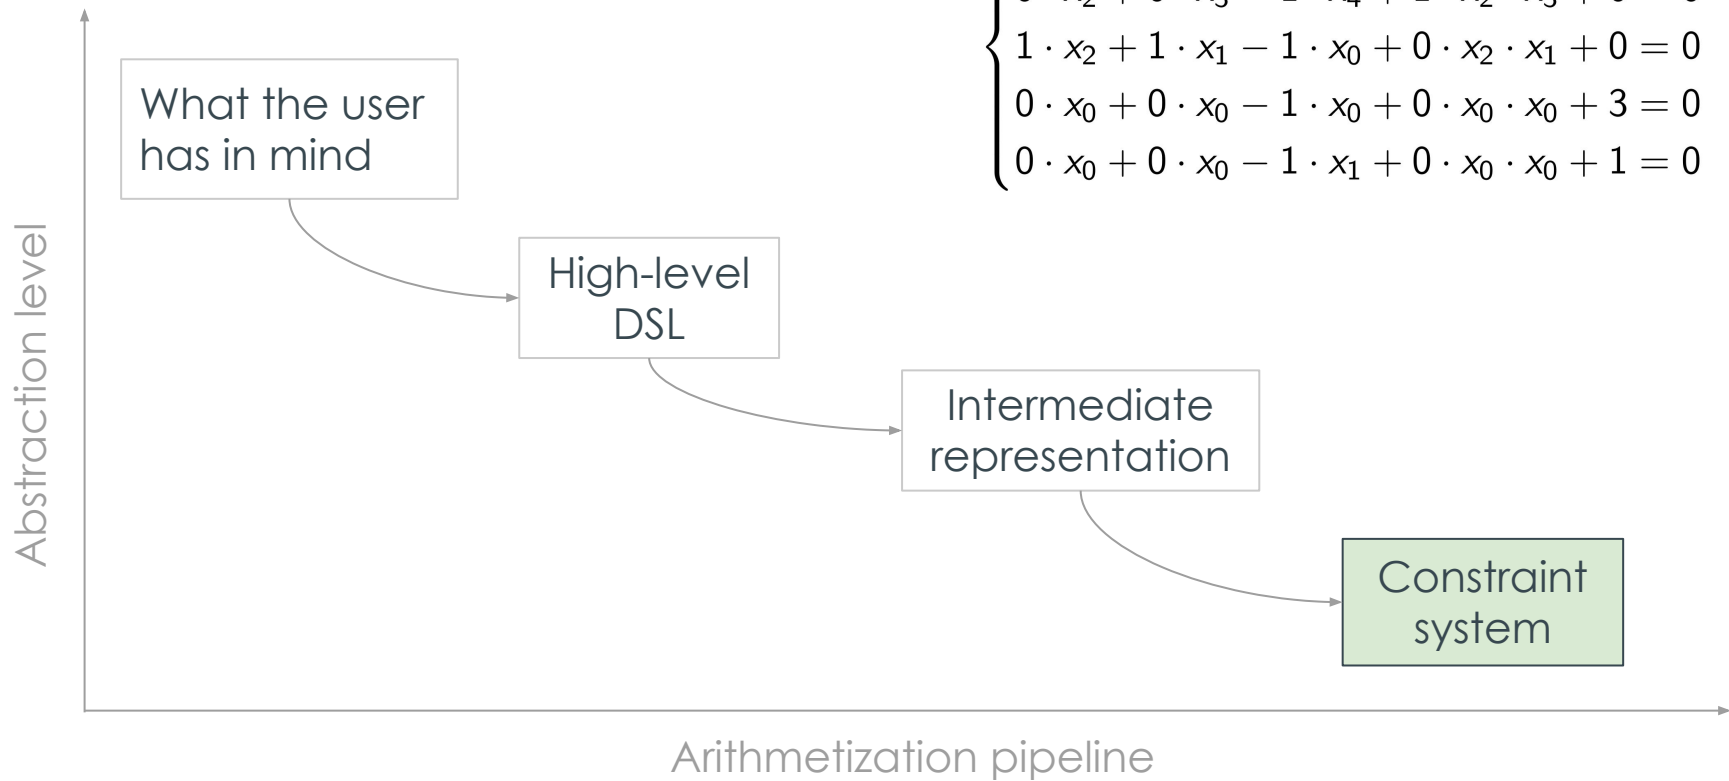 1 · x₂ + 1 · x₁ − 1 · x₀ + 0 · x₂ · x₁ + 0 = 0
0 · x₀ + 0 · x₀ − 1 · x₀ + 0 · x₀ · x₀ + 3 = 0
0 · x₀ + 0 · x₀ − 1 · x₁ + 0 · x₀ · x₀ + 1 = 0
What the user
has in mind
High-level
DSL
Intermediate
representation
Constraint
system
Abstraction level
Arithmetization pipeline